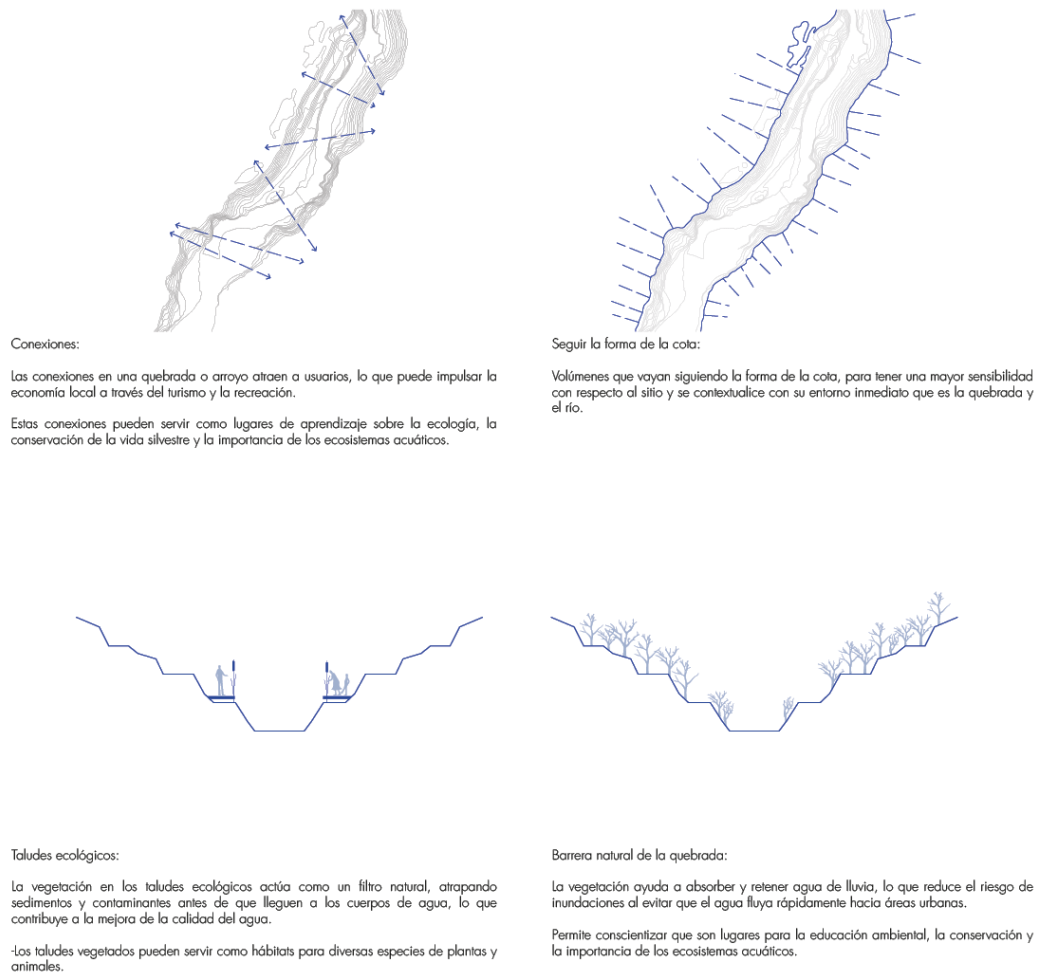 Conexiones:
Las conexiones en una quebrada o arroyo atraen a usuarios, lo que puede impulsar la
economía local a través del turismo y la recreación.
Estas conexiones pueden servir como lugares de aprendizaje sobre la ecología, la
conservación de la vida silvestre y la importancia de los ecosistemas acuáticos.
Seguir la forma de la cota:
Volúmenes que vayan siguiendo la forma de la cota, para tener una mayor sensibilidad
con respecto al sitio y se contextualice con su entorno inmediato que es la quebrada y
el río.
Taludes ecológicos:
La vegetación en los taludes ecológicos actúa como un filtro natural, atrapando
sedimentos y contaminantes antes de que lleguen a los cuerpos de agua, lo que
contribuye a la mejora de la calidad del agua.
-Los taludes vegetados pueden servir como hábitats para diversas especies de plantas y
animales.
Barrera natural de la quebrada:
La vegetación ayuda a absorber y retener agua de lluvia, lo que reduce el riesgo de
inundaciones al evitar que el agua fluya rápidamente hacia áreas urbanas.
Permite conscientizar que son lugares para la educación ambiental, la conservación y
la importancia de los ecosistemas acuáticos.